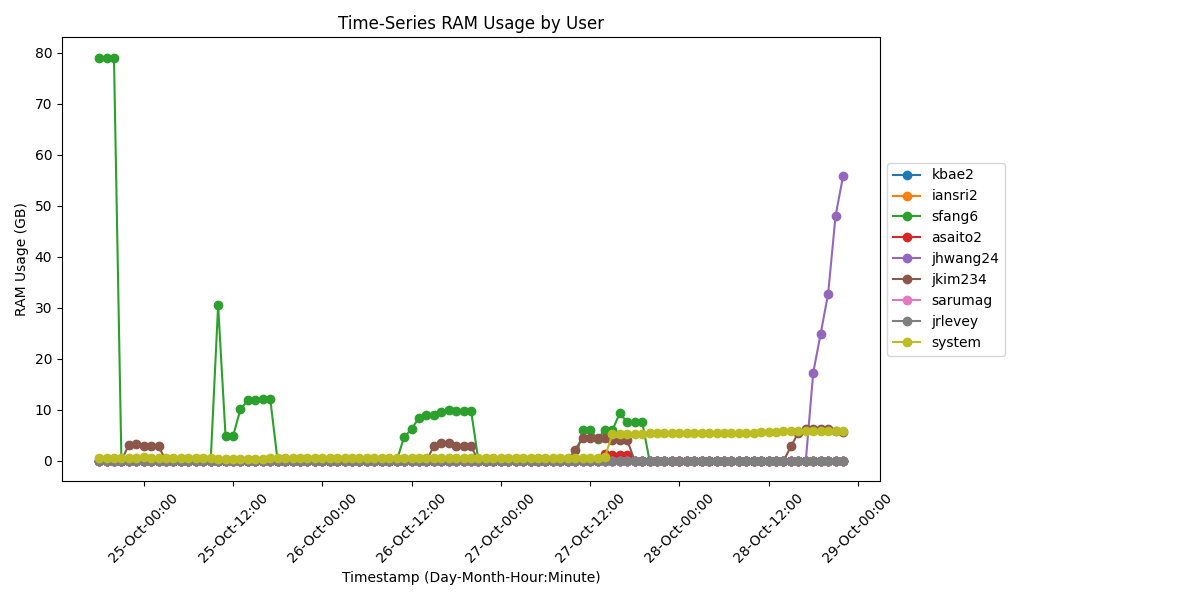 Time-Series RAM Usage by User
RAM Usage (GB)
80
70
60
50
40
30
20
10
0
25-Oct-00:00
25-Oct-12:00
26-Oct-00:00
26-Oct-12:00
27-Oct-00:00
27-Oct-12:00
28-Oct-00:00
28-Oct-12:00
29-Oct-00:00
Timestamp (Day-Month-Hour:Minute)
kbae2
iansri2
sfang6
asaito2
jhwang24
jkim234
sarumag
jrlevey
system